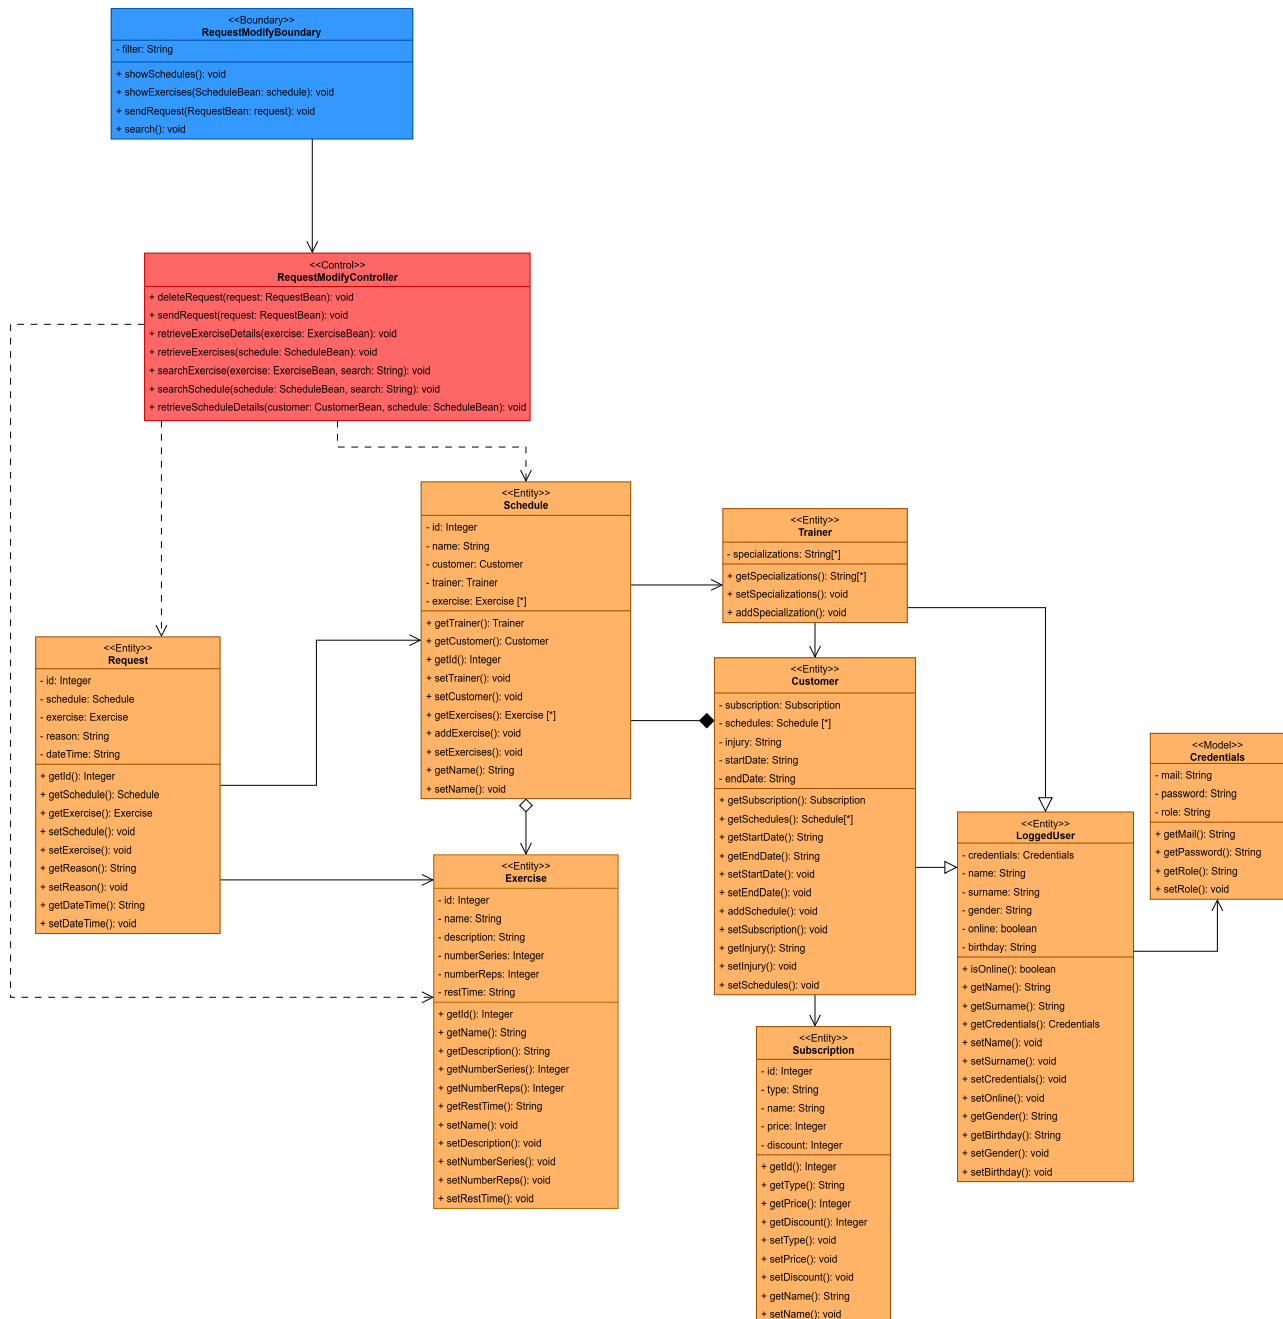 <<Boundary>>
RequestModifyBoundary
- filter: String
+ showSchedules(): void
+ showExercises(ScheduleBean: schedule): void
+ sendRequest(RequestBean: request): void
+ search(): void
<<Control>>
RequestModifyController
+ deleteRequest(request: RequestBean): void
+ sendRequest(request: RequestBean): void
+ retrieveExerciseDetails(exercise: ExerciseBean): void
+ retrieveExercises(schedule: ScheduleBean): void
+ searchExercise(exercise: ExerciseBean, search: String): void
+ searchSchedule(schedule: ScheduleBean, search: String): void
+ retrieveScheduleDetails(customer: CustomerBean, schedule: ScheduleBean): void
<<Entity>>
Schedule
- id: Integer
- name: String
- customer: Customer
- trainer: Trainer
- exercise: Exercise [*]
+ getTrainer(): Trainer
+ getCustomer(): Customer
+ getId(): Integer
+ setTrainer(): void
+ setCustomer(): void
+ getExercises(): Exercise [*]
+ addExercise(): void
+ setExercises(): void
+ getName(): String
+ setName(): void
<<Entity>>
Trainer
- specializations: String[*]
+ getSpecializations(): String[*]
+ setSpecializations(): void
+ addSpecialization(): void
<<Entity>>
Request
- id: Integer
- schedule: Schedule
- exercise: Exercise
- reason: String
- dateTime: String
+ getId(): Integer
+ getSchedule(): Schedule
+ getExercise(): Exercise
+ setSchedule(): void
+ setExercise(): void
+ getReason(): String
+ setReason(): void
+ getDateTime(): String
+ setDateTime(): void
<<Entity>>
Customer
- subscription: Subscription
- schedules: Schedule [*]
- injury: String
- startDate: String
- endDate: String
+ getSubscription(): Subscription
+ getSchedules(): Schedule[*]
+ getStartDate(): String
+ getEndDate(): String
+ setStartDate(): void
+ setEndDate(): void
+ addSchedule(): void
+ setSubscription(): void
+ getInjury(): String
+ setInjury(): void
+ setSchedules(): void
<<Model>>
Credentials
- mail: String
- password: String
- role: String
+ getMail(): String
+ getPassword(): String
+ getRole(): String
+ setRole(): void
<<Entity>>
LoggedUser
- credentials: Credentials
- name: String
- surname: String
- gender: String
- online: boolean
- birthday: String
+ isOnline(): boolean
+ getName(): String
+ getSurname(): String
+ getCredentials(): Credentials
+ setName(): void
+ setSurname(): void
+ setCredentials(): void
+ setOnline(): void
+ getGender(): String
+ getBirthday(): String
+ setGender(): void
+ setBirthday(): void
<<Entity>>
Exercise
- id: Integer
- name: String
- description: String
- numberSeries: Integer
- numberReps: Integer
- restTime: String
+ getId(): Integer
+ getName(): String
+ getDescription(): String
+ getNumberSeries(): Integer
+ getNumberReps(): Integer
+ getRestTime(): String
+ setName(): void
+ setDescription(): void
+ setNumberSeries(): void
+ setNumberReps(): void
+ setRestTime(): void
<<Entity>>
Subscription
- id: Integer
- type: String
- name: String
- price: Integer
- discount: Integer
+ getId(): Integer
+ getType(): String
+ getPrice(): Integer
+ getDiscount(): Integer
+ setType(): void
+ setPrice(): void
+ setDiscount(): void
+ getName(): String
+ setName(): void